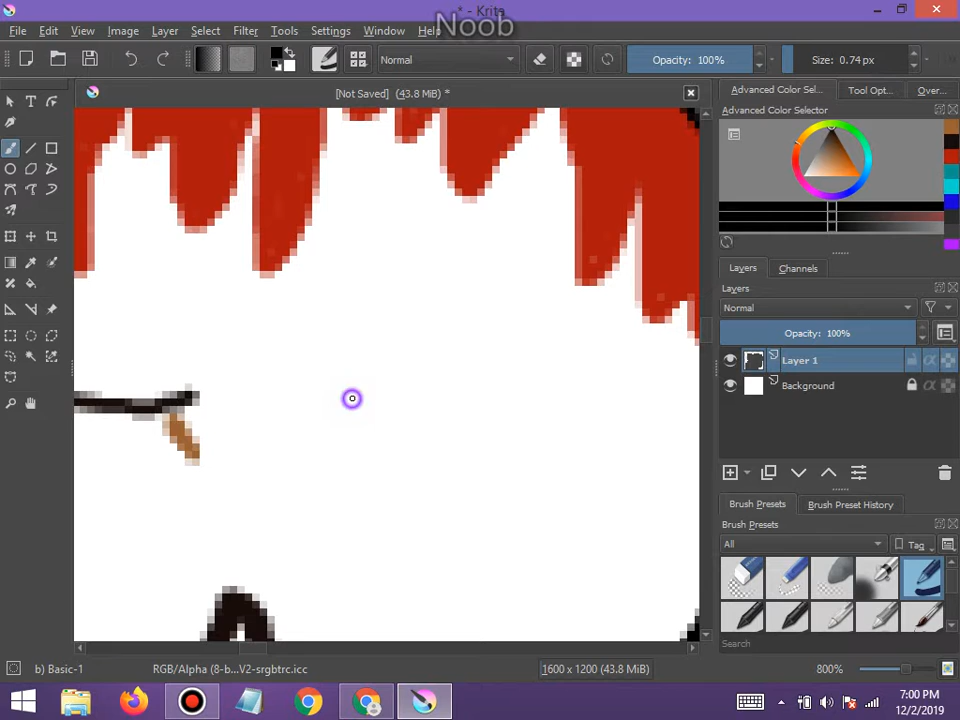 * - Krita
Noob
File Edit View Image Layer Select Filter Tools Settings Window Help
Normal Opacity: 100% Size: 0.74 px
[Not Saved] (43.8 MiB) *
Advanced Color Sel... Tool Opt... Over...
Advanced Color Selector
Layers Channels
Layers
Normal
Opacity: 100%
Layer 1
Background
Brush Presets Brush Preset History
Brush Presets
All Tag
Search
b) Basic-1 RGB/Alpha (8-b...V2-srgbtrc.icc 1600 x 1200 (43.8 MiB) 800%
7:00 PM
12/2/2019